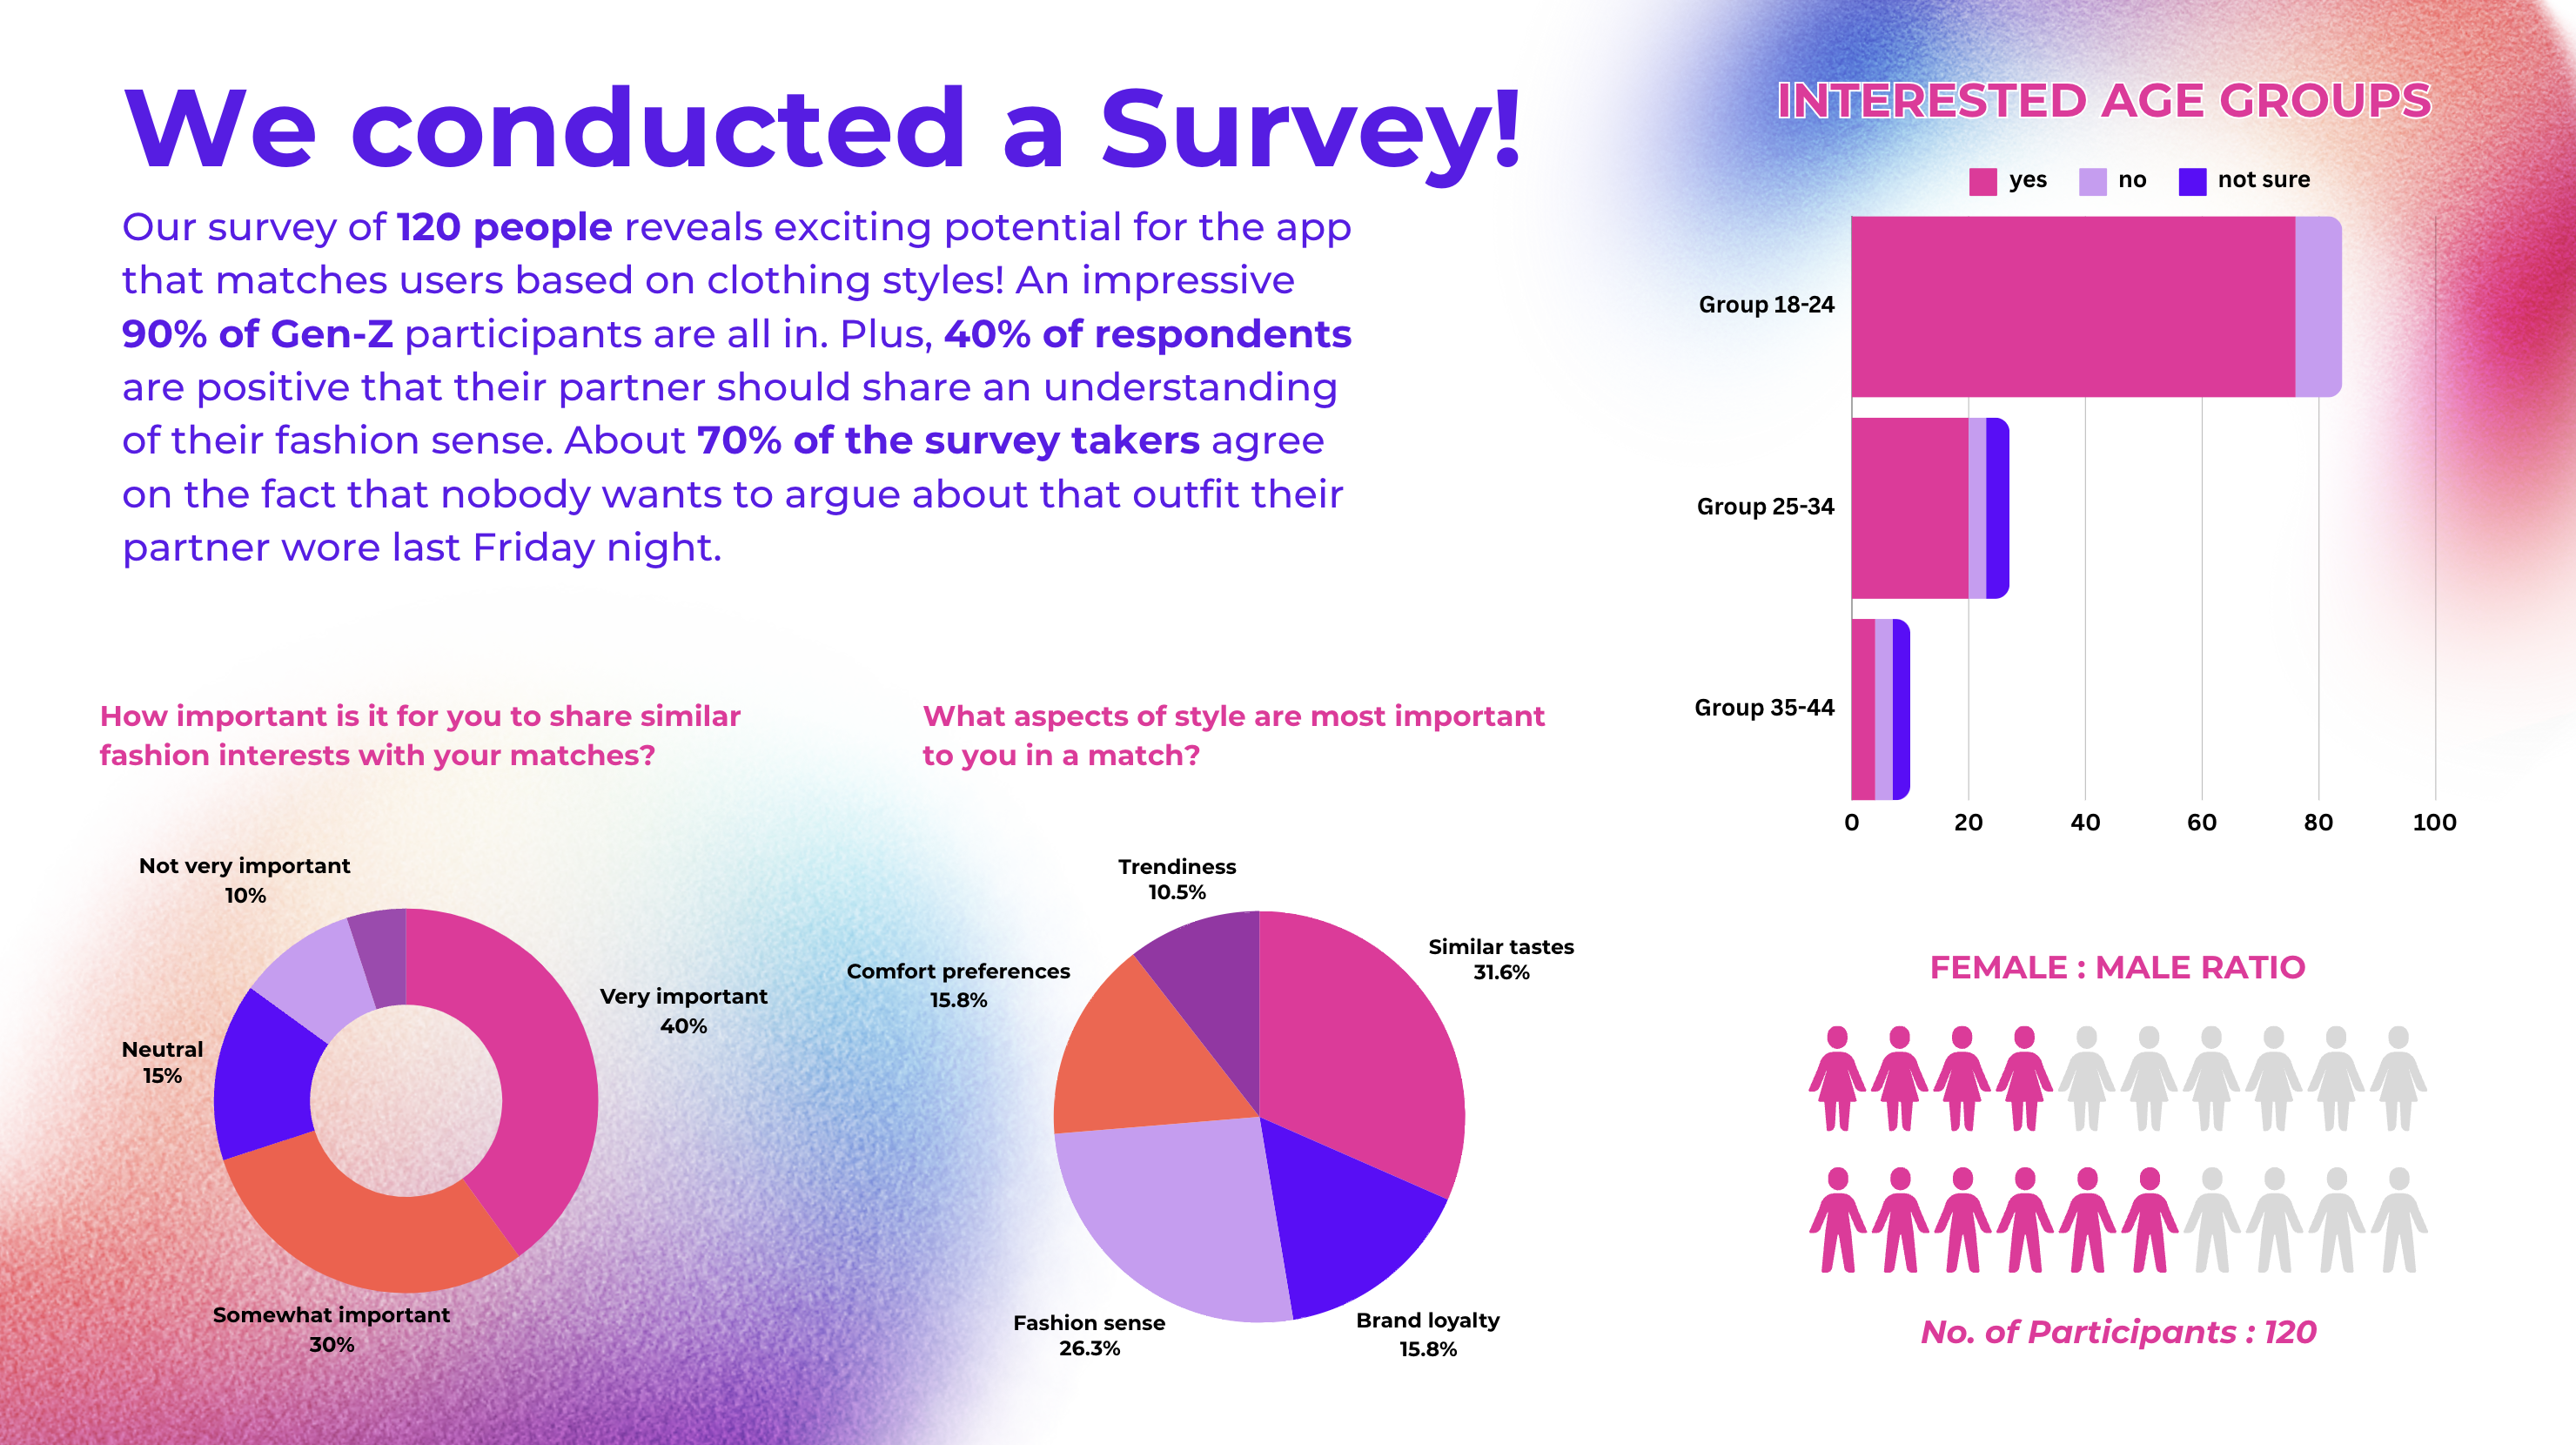 We conducted a Survey!
Our survey of 120 people reveals exciting potential for the app
that matches users based on clothing styles! An impressive
90% of Gen-Z participants are all in. Plus, 40% of respondents
are positive that their partner should share an understanding
of their fashion sense. About 70% of the survey takers agree
on the fact that nobody wants to argue about that outfit their
partner wore last Friday night.
How important is it for you to share similar
fashion interests with your matches?
Not very important
10%
Very important
40%
Neutral
15%
Somewhat important
30%
What aspects of style are most important
to you in a match?
Trendiness
10.5%
Similar tastes
31.6%
Comfort preferences
15.8%
Fashion sense
26.3%
Brand loyalty
15.8%
INTERESTED AGE GROUPS
yes no not sure
Group 18-24
Group 25-34
Group 35-44
0 20 40 60 80 100
FEMALE : MALE RATIO
No. of Participants : 120